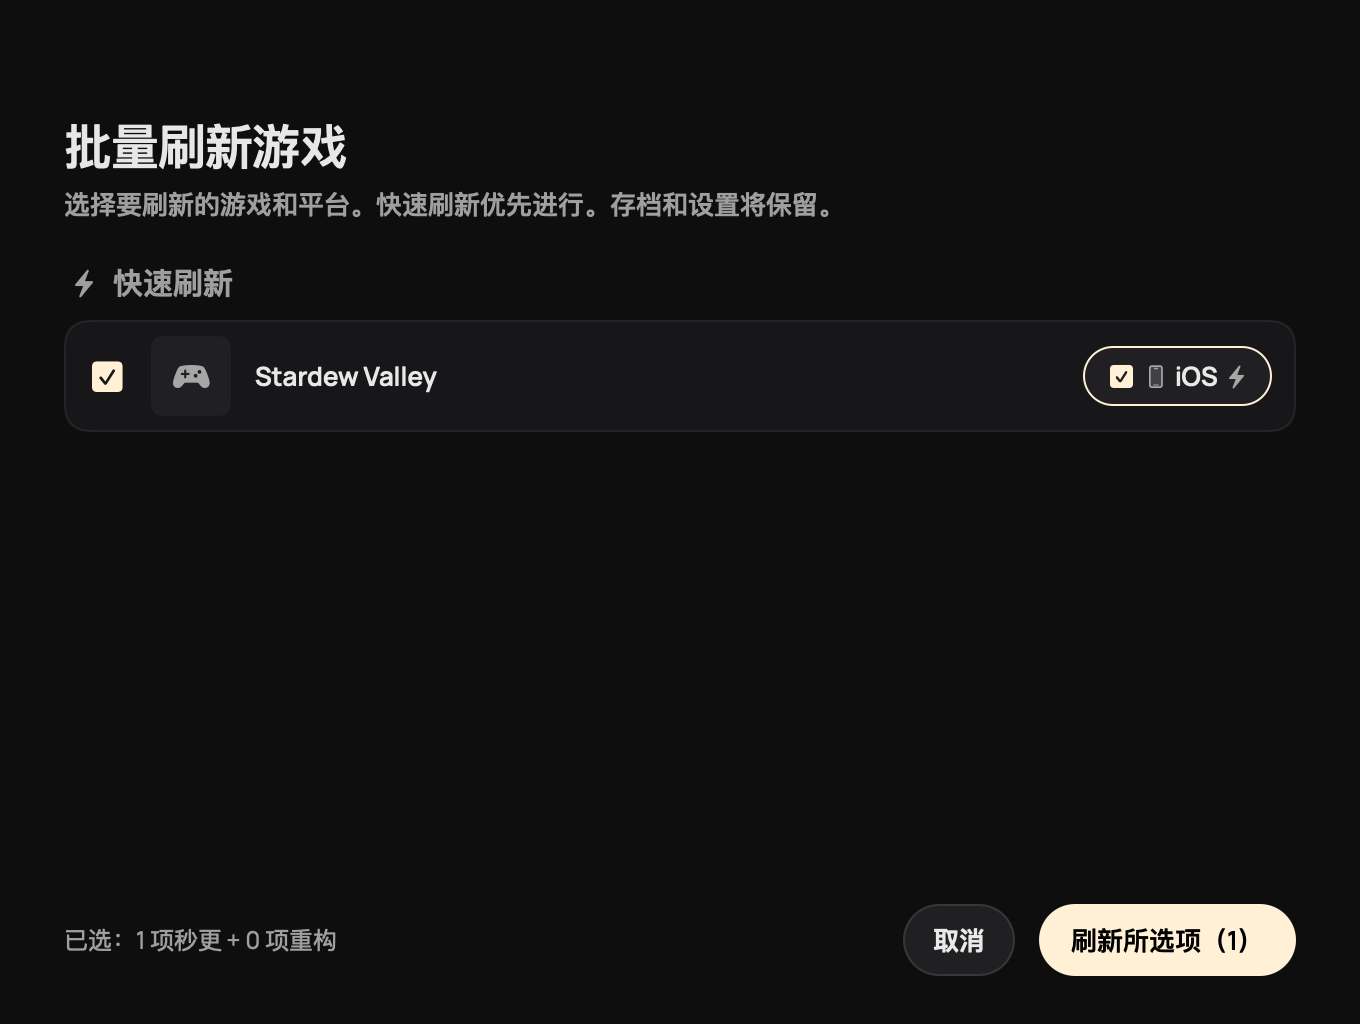 批量刷新游戏
选择要刷新的游戏和平台。快速刷新优先进行。存档和设置将保留。
快速刷新
Stardew Valley
iOS
已选：1 项秒更 + 0 项重构
取消
刷新所选项（1）